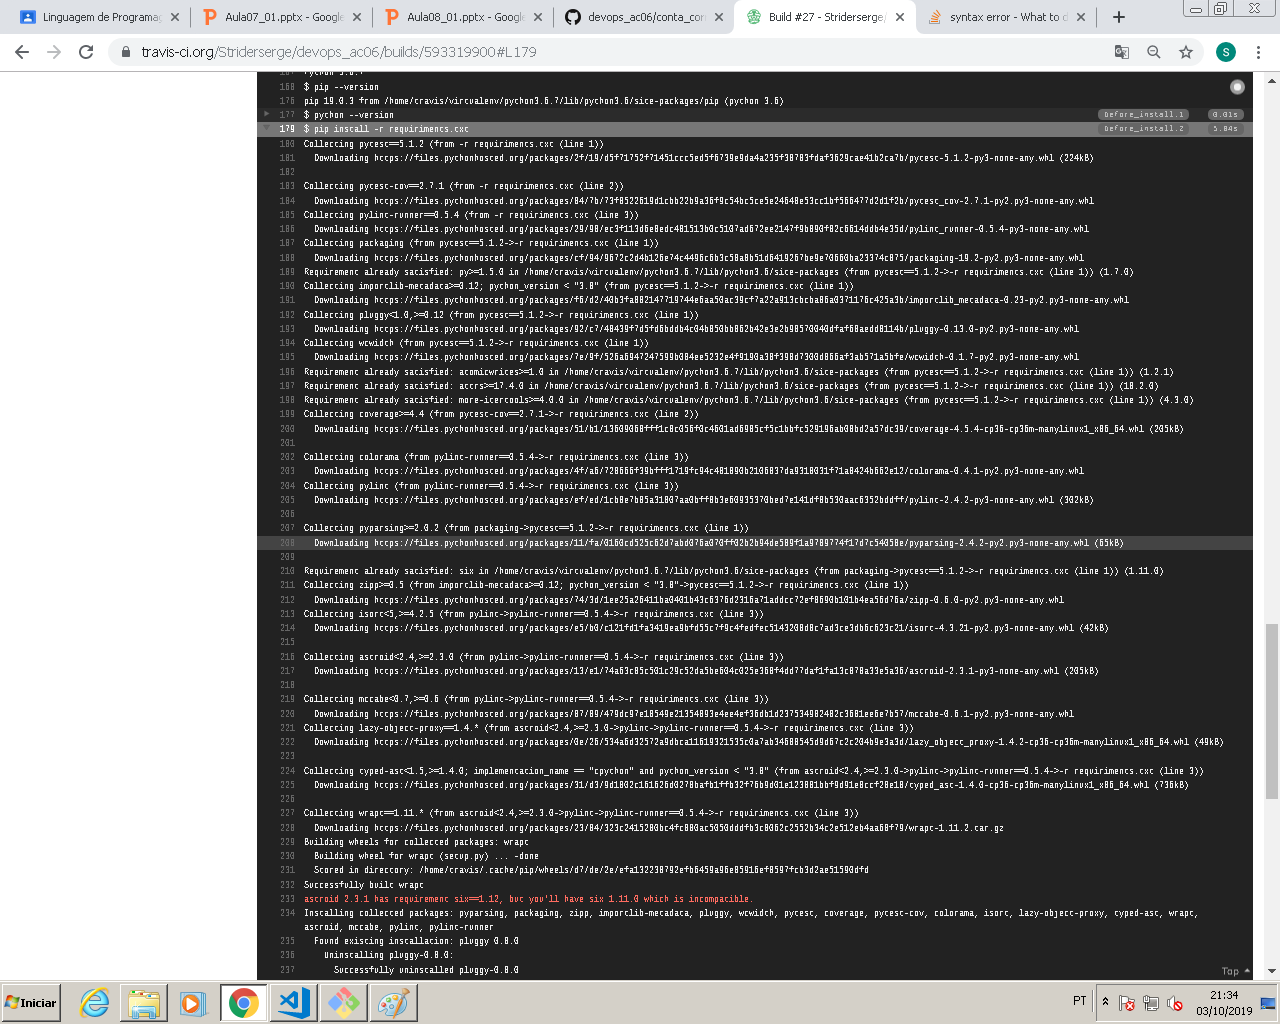 Linguagem de Programaç
Aula07_01.pptx - Google
Aula08_01.pptx - Google
devops_ac06/conta_cor
Build #27 - Striderserge/
syntax error - What to d
travis-ci.org/Striderserge/devops_ac06/builds/593319900#L179
S
168 $ pip --version
176 pip 19.0.3 from /home/travis/virtualenv/python3.6.7/lib/python3.6/site-packages/pip (python 3.6)
177 $ python --version before_install.1 0.01s
179 $ pip install -r requiriments.txt before_install.2 5.84s
180 Collecting pytest==5.1.2 (from -r requiriments.txt (line 1))
181 Downloading https://files.pythonhosted.org/packages/2f/19/d5f71752f71451ccc5ed5f6739e9da4a235f38783fdaf3629cae41b2ca7b/pytest-5.1.2-py3-none-any.whl (224kB)
182
183 Collecting pytest-cov==2.7.1 (from -r requiriments.txt (line 2))
184 Downloading https://files.pythonhosted.org/packages/84/7b/73f8522619d1cbb22b9a36f9c54bc5ce5e24648e53cc1bf566477d2d1f2b/pytest_cov-2.7.1-py2.py3-none-any.whl
185 Collecting pylint-runner==0.5.4 (from -r requiriments.txt (line 3))
186 Downloading https://files.pythonhosted.org/packages/29/98/ec3f113d6e8edc481513b0c5107ad672ee2147f9b890f82c6614ddb4e35d/pylint_runner-0.5.4-py3-none-any.whl
187 Collecting packaging (from pytest==5.1.2->-r requiriments.txt (line 1))
188 Downloading https://files.pythonhosted.org/packages/cf/94/9672c2d4b126e74c4496c6b3c58a8b51d6419267be9e70660ba23374c875/packaging-19.2-py2.py3-none-any.whl
189 Requirement already satisfied: py>=1.5.0 in /home/travis/virtualenv/python3.6.7/lib/python3.6/site-packages (from pytest==5.1.2->-r requiriments.txt (line 1)) (1.7.0)
190 Collecting importlib-metadata>=0.12; python_version < "3.8" (from pytest==5.1.2->-r requiriments.txt (line 1))
191 Downloading https://files.pythonhosted.org/packages/f6/d2/40b3fa882147719744e6aa50ac39cf7a22a913cbcba86a0371176c425a3b/importlib_metadata-0.23-py2.py3-none-any.whl
192 Collecting pluggy<1.0,>=0.12 (from pytest==5.1.2->-r requiriments.txt (line 1))
193 Downloading https://files.pythonhosted.org/packages/92/c7/48439f7d5fd6bddb4c04b850bb862b42e3e2b98570040dfaf68aedd8114b/pluggy-0.13.0-py2.py3-none-any.whl
194 Collecting wcwidth (from pytest==5.1.2->-r requiriments.txt (line 1))
195 Downloading https://files.pythonhosted.org/packages/7e/9f/526a6947247599b084ee5232e4f9190a38f398d7300d866af3ab571a5bfe/wcwidth-0.1.7-py2.py3-none-any.whl
196 Requirement already satisfied: atomicwrites>=1.0 in /home/travis/virtualenv/python3.6.7/lib/python3.6/site-packages (from pytest==5.1.2->-r requiriments.txt (line 1)) (1.2.1)
197 Requirement already satisfied: attrs>=17.4.0 in /home/travis/virtualenv/python3.6.7/lib/python3.6/site-packages (from pytest==5.1.2->-r requiriments.txt (line 1)) (18.2.0)
198 Requirement already satisfied: more-itertools>=4.0.0 in /home/travis/virtualenv/python3.6.7/lib/python3.6/site-packages (from pytest==5.1.2->-r requiriments.txt (line 1)) (4.3.0)
199 Collecting coverage>=4.4 (from pytest-cov==2.7.1->-r requiriments.txt (line 2))
200 Downloading https://files.pythonhosted.org/packages/51/b1/13609068fff1c8c056f0c4601ad6985cf5c1bbfc529196ab08bd2a57dc39/coverage-4.5.4-cp36-cp36m-manylinux1_x86_64.whl (205kB)
201
202 Collecting colorama (from pylint-runner==0.5.4->-r requiriments.txt (line 3))
203 Downloading https://files.pythonhosted.org/packages/4f/a6/728666f39bfff1719fc94c481890b2106837da9318031f71a8424b662e12/colorama-0.4.1-py2.py3-none-any.whl
204 Collecting pylint (from pylint-runner==0.5.4->-r requiriments.txt (line 3))
205 Downloading https://files.pythonhosted.org/packages/ef/ed/1cb8e7b85a31807aa0bff8b3e60935370bed7e141df8b530aac6352bddff/pylint-2.4.2-py3-none-any.whl (302kB)
206
207 Collecting pyparsing>=2.0.2 (from packaging->pytest==5.1.2->-r requiriments.txt (line 1))
208 Downloading https://files.pythonhosted.org/packages/11/fa/0160cd525c62d7abd076a070ff02b2b94de589f1a9789774f17d7c54058e/pyparsing-2.4.2-py2.py3-none-any.whl (65kB)
209
210 Requirement already satisfied: six in /home/travis/virtualenv/python3.6.7/lib/python3.6/site-packages (from packaging->pytest==5.1.2->-r requiriments.txt (line 1)) (1.11.0)
211 Collecting zipp>=0.5 (from importlib-metadata>=0.12; python_version < "3.8"->pytest==5.1.2->-r requiriments.txt (line 1))
212 Downloading https://files.pythonhosted.org/packages/74/3d/1ee25a26411ba0401b43c6376d2316a71addcc72ef8690b101b4ea56d76a/zipp-0.6.0-py2.py3-none-any.whl
213 Collecting isort<5,>=4.2.5 (from pylint->pylint-runner==0.5.4->-r requiriments.txt (line 3))
214 Downloading https://files.pythonhosted.org/packages/e5/b0/c121fd1fa3419ea9bfd55c7f9c4fedfec5143208d8c7ad3ce3db6c623c21/isort-4.3.21-py2.py3-none-any.whl (42kB)
215
216 Collecting astroid<2.4,>=2.3.0 (from pylint->pylint-runner==0.5.4->-r requiriments.txt (line 3))
217 Downloading https://files.pythonhosted.org/packages/13/e1/74a63c85c501c29c52da5be604c025e368f4dd77daf1fa13c878a33e5a36/astroid-2.3.1-py3-none-any.whl (205kB)
218
219 Collecting mccabe<0.7,>=0.6 (from pylint->pylint-runner==0.5.4->-r requiriments.txt (line 3))
220 Downloading https://files.pythonhosted.org/packages/87/89/479dc97e18549e21354893e4ee4ef36db1d237534982482c3681ee6e7b57/mccabe-0.6.1-py2.py3-none-any.whl
221 Collecting lazy-object-proxy==1.4.* (from astroid<2.4,>=2.3.0->pylint->pylint-runner==0.5.4->-r requiriments.txt (line 3))
222 Downloading https://files.pythonhosted.org/packages/0e/26/534a6d32572a9dbca11619321535c0a7ab34688545d9d67c2c204b9e3a3d/lazy_object_proxy-1.4.2-cp36-cp36m-manylinux1_x86_64.whl (49kB)
223
224 Collecting typed-ast<1.5,>=1.4.0; implementation_name == "cpython" and python_version < "3.8" (from astroid<2.4,>=2.3.0->pylint->pylint-runner==0.5.4->-r requiriments.txt (line 3))
225 Downloading https://files.pythonhosted.org/packages/31/d3/9d1802c161626d0278bafb1ffb32f76b9d01e123881bbf9d91e8ccf28e18/typed_ast-1.4.0-cp36-cp36m-manylinux1_x86_64.whl (736kB)
226
227 Collecting wrapt==1.11.* (from astroid<2.4,>=2.3.0->pylint->pylint-runner==0.5.4->-r requiriments.txt (line 3))
228 Downloading https://files.pythonhosted.org/packages/23/84/323c2415280bc4fc880ac5050dddfb3c8062c2552b34c2e512eb4aa68f79/wrapt-1.11.2.tar.gz
229 Building wheels for collected packages: wrapt
230 Building wheel for wrapt (setup.py) ... -done
231 Stored in directory: /home/travis/.cache/pip/wheels/d7/de/2e/efa132238792efb6459a96e85916ef8597fcb3d2ae51590dfd
232 Successfully built wrapt
233 astroid 2.3.1 has requirement six==1.12, but you'll have six 1.11.0 which is incompatible.
234 Installing collected packages: pyparsing, packaging, zipp, importlib-metadata, pluggy, wcwidth, pytest, coverage, pytest-cov, colorama, isort, lazy-object-proxy, typed-ast, wrapt,
astroid, mccabe, pylint, pylint-runner
235 Found existing installation: pluggy 0.8.0
236 Uninstalling pluggy-0.8.0:
237 Successfully uninstalled pluggy-0.8.0
Top
Iniciar
PT
21:34
03/10/2019